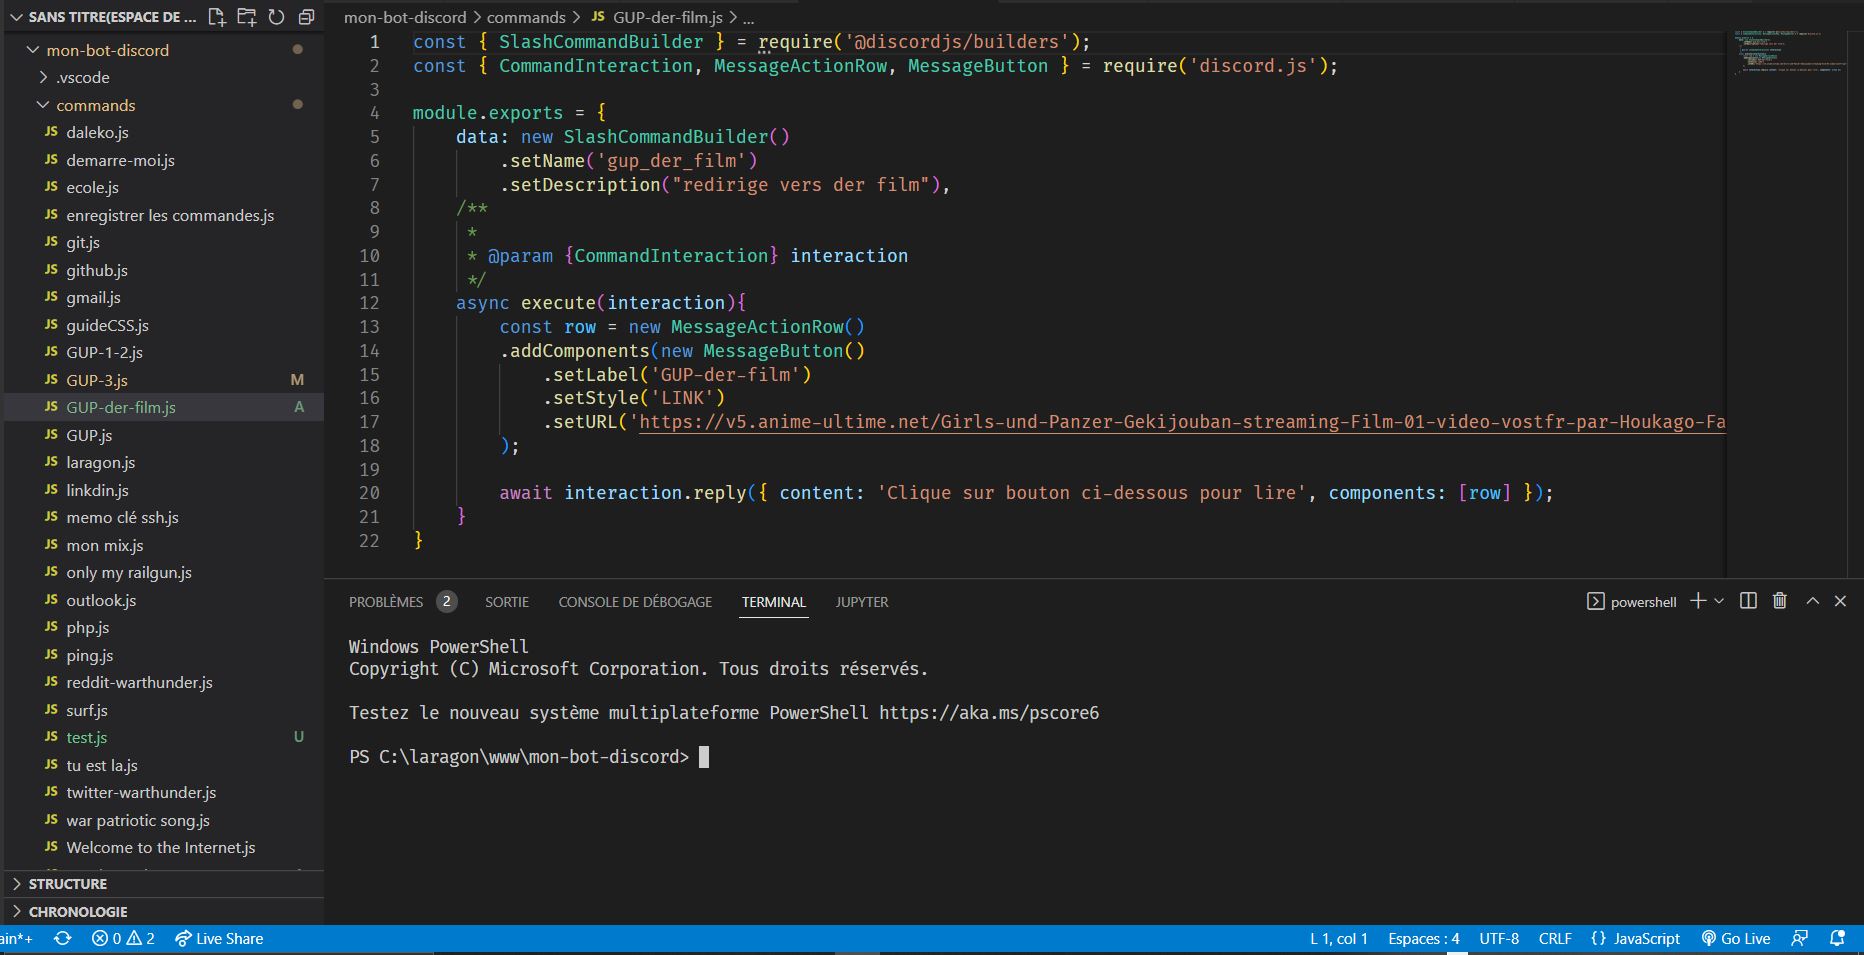 SANS TITRE(ESPACE DE ...
mon-bot-discord
.vscode
commands
JS daleko.js
JS demarre-moi.js
JS ecole.js
JS enregistrer les commandes.js
JS git.js
JS github.js
JS gmail.js
JS guideCSS.js
JS GUP-1-2.js
JS GUP-3.js M
JS GUP-der-film.js A
JS GUP.js
JS laragon.js
JS linkdin.js
JS memo clé ssh.js
JS mon mix.js
JS only my railgun.js
JS outlook.js
JS php.js
JS ping.js
JS reddit-warthunder.js
JS surf.js
JS test.js U
JS tu est la.js
JS twitter-warthunder.js
JS war patriotic song.js
JS Welcome to the Internet.js
STRUCTURE
CHRONOLOGIE
mon-bot-discord > commands > JS GUP-der-film.js > ...
1 const { SlashCommandBuilder } = require('@discordjs/builders');
2 const { CommandInteraction, MessageActionRow, MessageButton } = require('discord.js');
3
4 module.exports = {
5 data: new SlashCommandBuilder()
6 .setName('gup_der_film')
7 .setDescription("redirige vers der film"),
8 /**
9 *
10 * @param {CommandInteraction} interaction
11 */
12 async execute(interaction){
13 const row = new MessageActionRow()
14 .addComponents(new MessageButton()
15 .setLabel('GUP-der-film')
16 .setStyle('LINK')
17 .setURL('https://v5.anime-ultime.net/Girls-und-Panzer-Gekijouban-streaming-Film-01-video-vostfr-par-Houkago-Fa
18 );
19
20 await interaction.reply({ content: 'Clique sur bouton ci-dessous pour lire', components: [row] });
21 }
22 }
PROBLÈMES 2 SORTIE CONSOLE DE DÉBOGAGE TERMINAL JUPYTER powershell
Windows PowerShell
Copyright (C) Microsoft Corporation. Tous droits réservés.
Testez le nouveau système multiplateforme PowerShell https://aka.ms/pscore6
PS C:\laragon\www\mon-bot-discord>
ain*+ 0 2 Live Share L 1, col 1 Espaces : 4 UTF-8 CRLF {} JavaScript Go Live